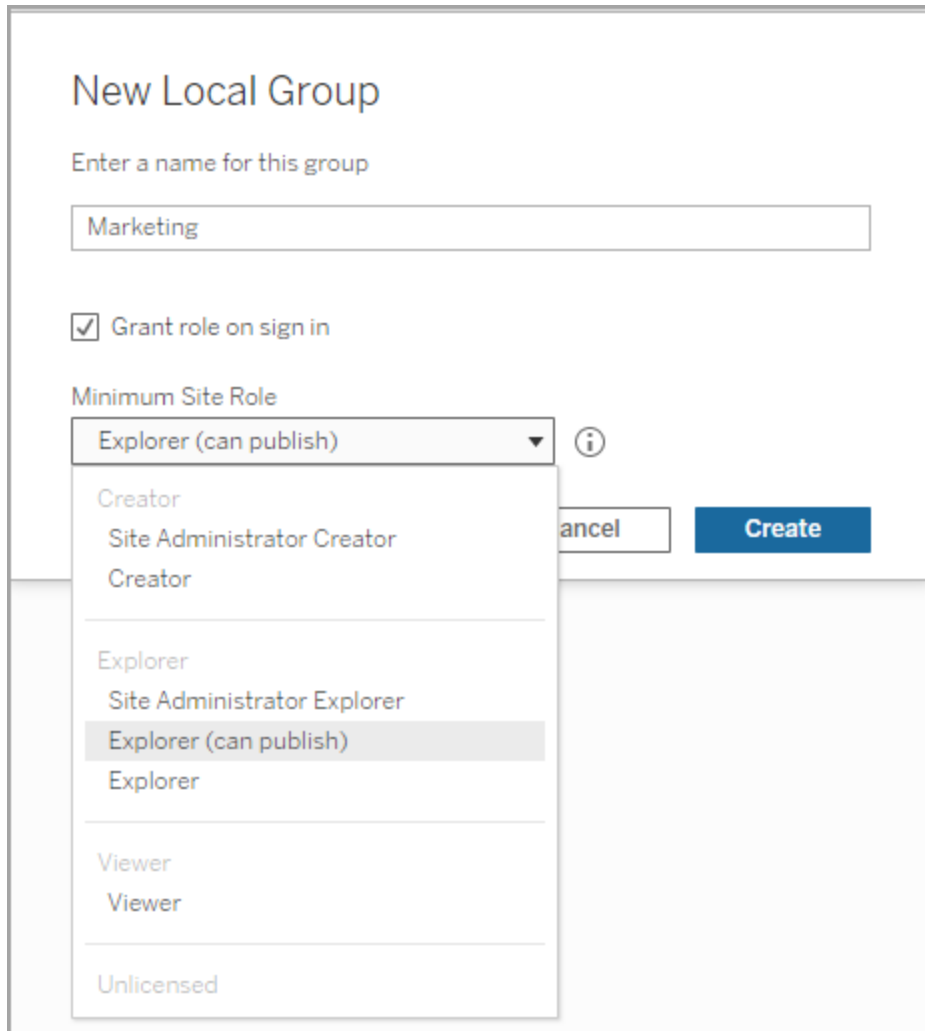 New Local Group
Enter a name for this group
Marketing
Grant role on sign in
Minimum Site Role
Explorer (can publish)
Creator
Site Administrator Creator
ancel
Create
Creator
Explorer
Site Administrator Explorer
Explorer (can publish)
Explorer
Viewer
Viewer
Unlicensed